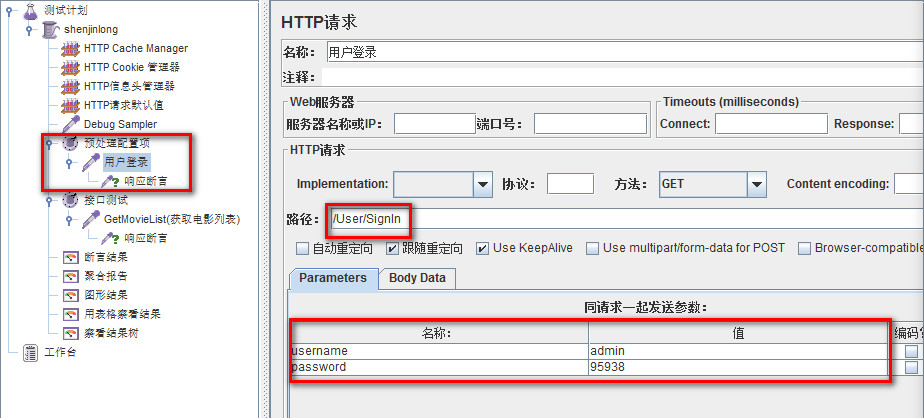 测试计划
shenjinlong
HTTP Cache Manager
HTTP Cookie 管理器
HTTP信息头管理器
HTTP请求默认值
Debug Sampler
预处理配置项
用户登录
响应断言
接口测试
GetMovieList(获取电影列表)
响应断言
断言结果
聚合报告
图形结果
用表格察看结果
察看结果树
工作台
HTTP请求
名称: 用户登录
注释:
Web服务器
Timeouts (milliseconds)
服务器名称或IP: 端口号: Connect: Response:
HTTP请求
Implementation: 协议: 方法: GET Content encoding:
路径: /User/SignIn
自动重定向 跟随重定向 Use KeepAlive Use multipart/form-data for POST Browser-compatible
Parameters Body Data
同请求一起发送参数:
名称: 值 编码?
username admin
password 95938